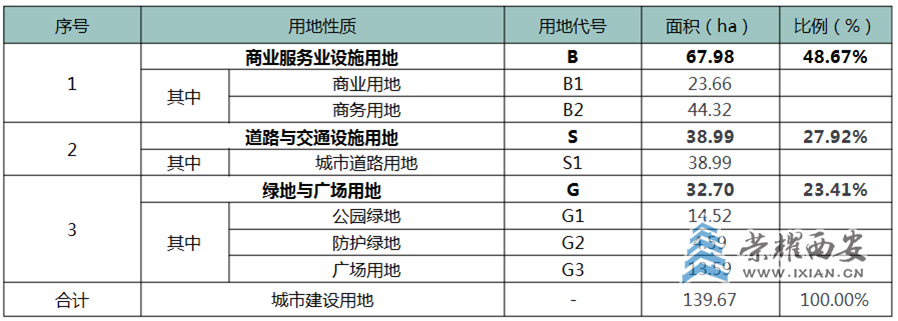 序号 用地性质 用地代号 面积（ha） 比例（%）
1 商业服务业设施用地 B 67.98 48.67%
其中 商业用地 B1 23.66
商务用地 B2 44.32
2 道路与交通设施用地 S 38.99 27.92%
其中 城市道路用地 S1 38.99
3 绿地与广场用地 G 32.70 23.41%
其中 公园绿地 G1 14.52
防护绿地 G2 4.59
广场用地 G3 13.59
合计 城市建设用地 - 139.67 100.00%
荣耀西安
WWW.IXIAN.CN